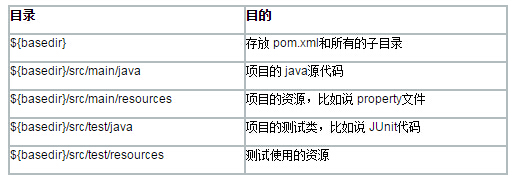 目录 目的
${basedir} 存放 pom.xml和所有的子目录
${basedir}/src/main/java 项目的 java源代码
${basedir}/src/main/resources 项目的资源，比如说 property文件
${basedir}/src/test/java 项目的测试类，比如说 JUnit代码
${basedir}/src/test/resources 测试使用的资源